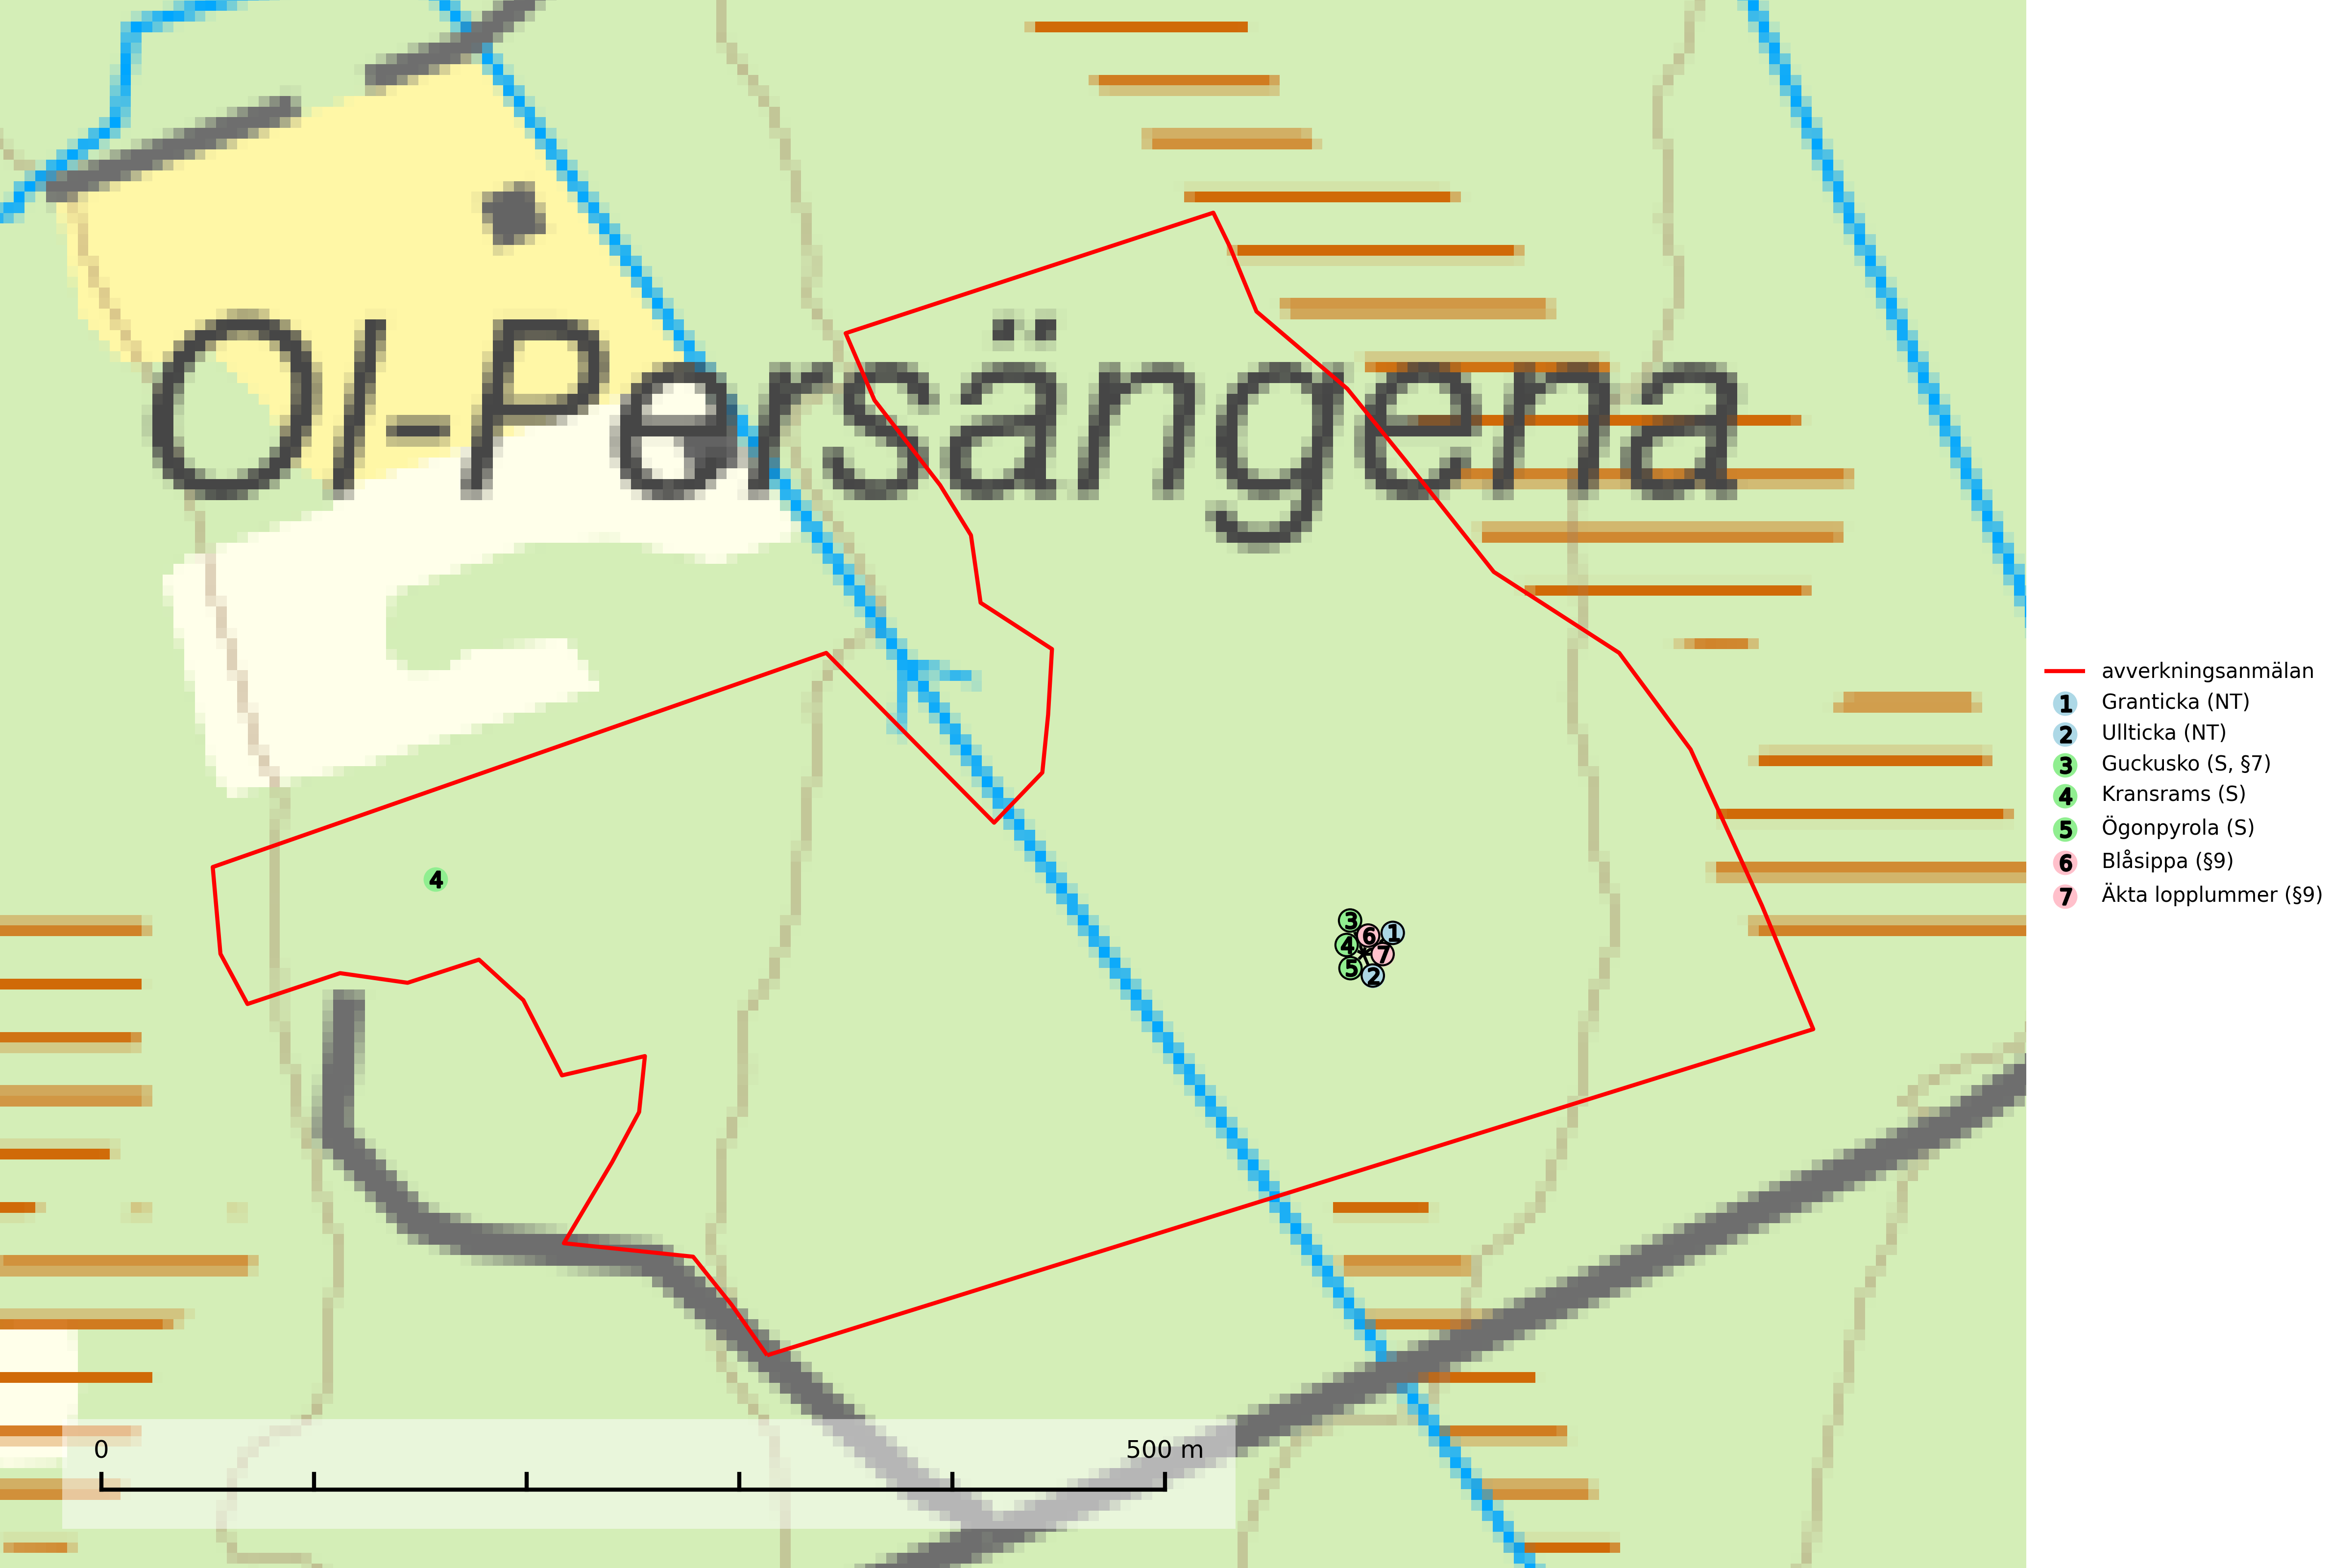 Ol-Persängena
avverkningsanmälan
1 Granticka (NT)
2 Ullticka (NT)
3 Guckusko (S, §7)
4 Kransrams (S)
5 Ögonpyrola (S)
6 Blåsippa (§9)
7 Äkta lopplummer (§9)
4
3
6 1
4 7
5 2
0 500 m